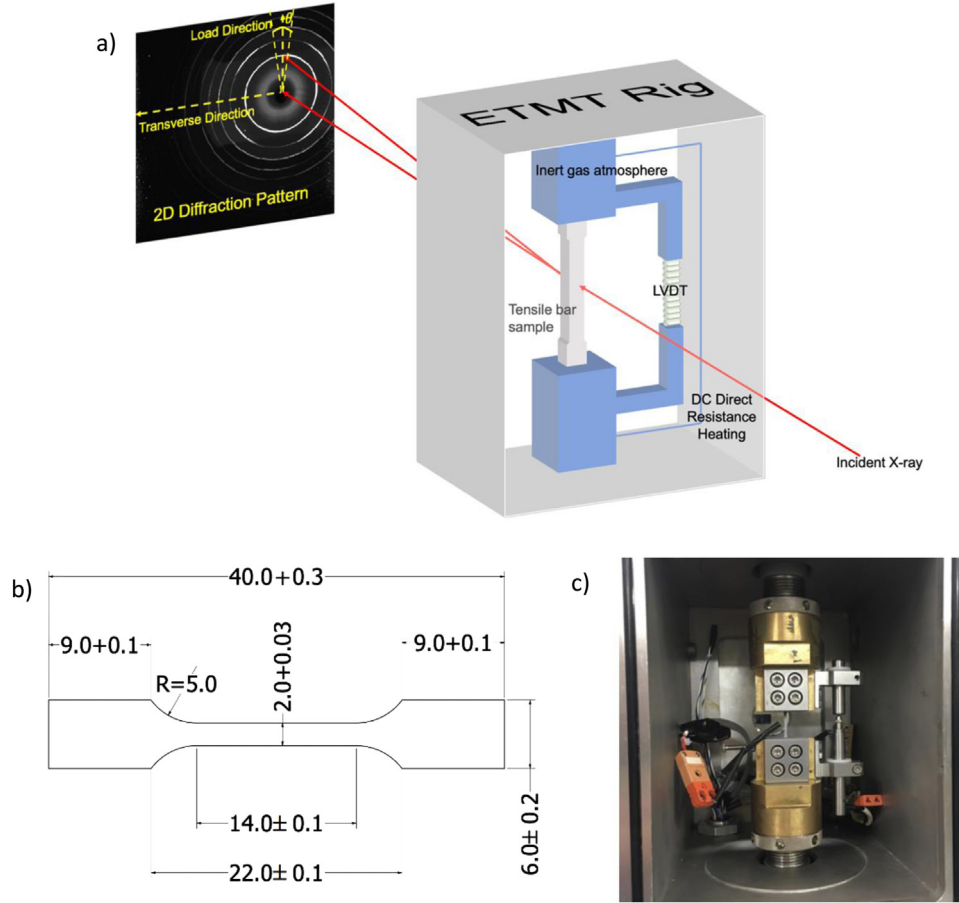 a)
Load Direction
+θ
Transverse Direction
2D Diffraction Pattern
ETMT Rig
Inert gas atmosphere
Tensile bar
sample
LVDT
DC Direct
Resistance
Heating
Incident X-ray
b)
40.0+0.3
9.0+0.1
9.0+0.1
R=5.0
2.0+0.03
14.0± 0.1
22.0± 0.1
6.0± 0.2
c)